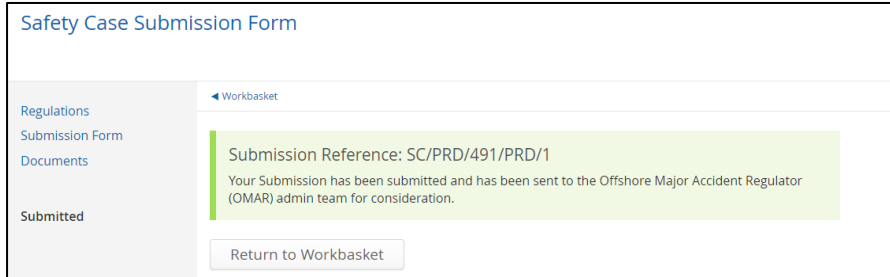 Safety Case Submission Form
Regulations
Submission Form
Documents
Submitted
◄ Workbasket
Submission Reference: SC/PRD/491/PRD/1
Your Submission has been submitted and has been sent to the Offshore Major Accident Regulator
(OMAR) admin team for consideration.
Return to Workbasket